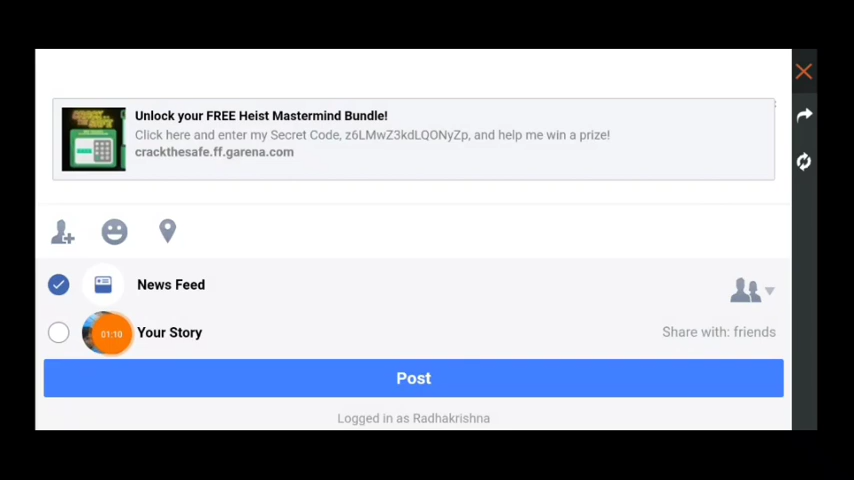 Unlock your FREE Heist Mastermind Bundle!
Click here and enter my Secret Code, z6LMwZ3kdLQONyZp, and help me win a prize!
crackthesafe.ff.garena.com
News Feed
01:10
Your Story
Share with: friends
Post
Logged in as Radhakrishna